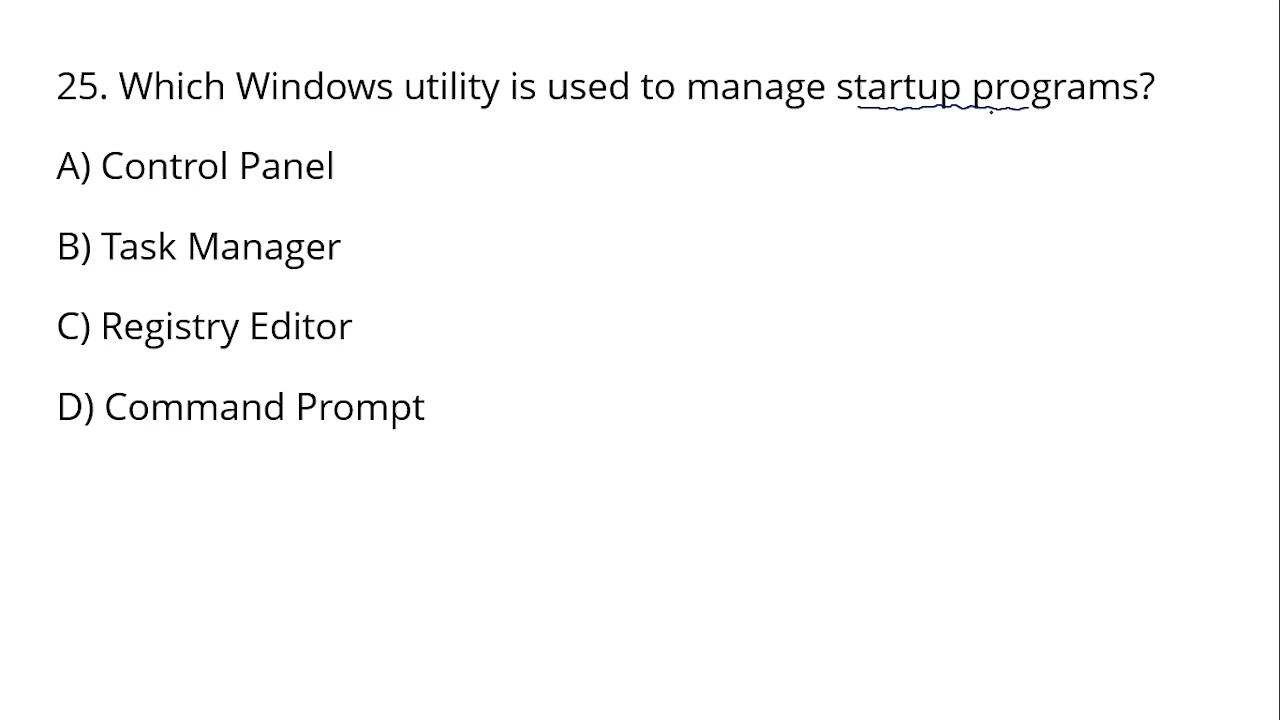 25. Which Windows utility is used to manage startup programs?
A) Control Panel
B) Task Manager
C) Registry Editor
D) Command Prompt